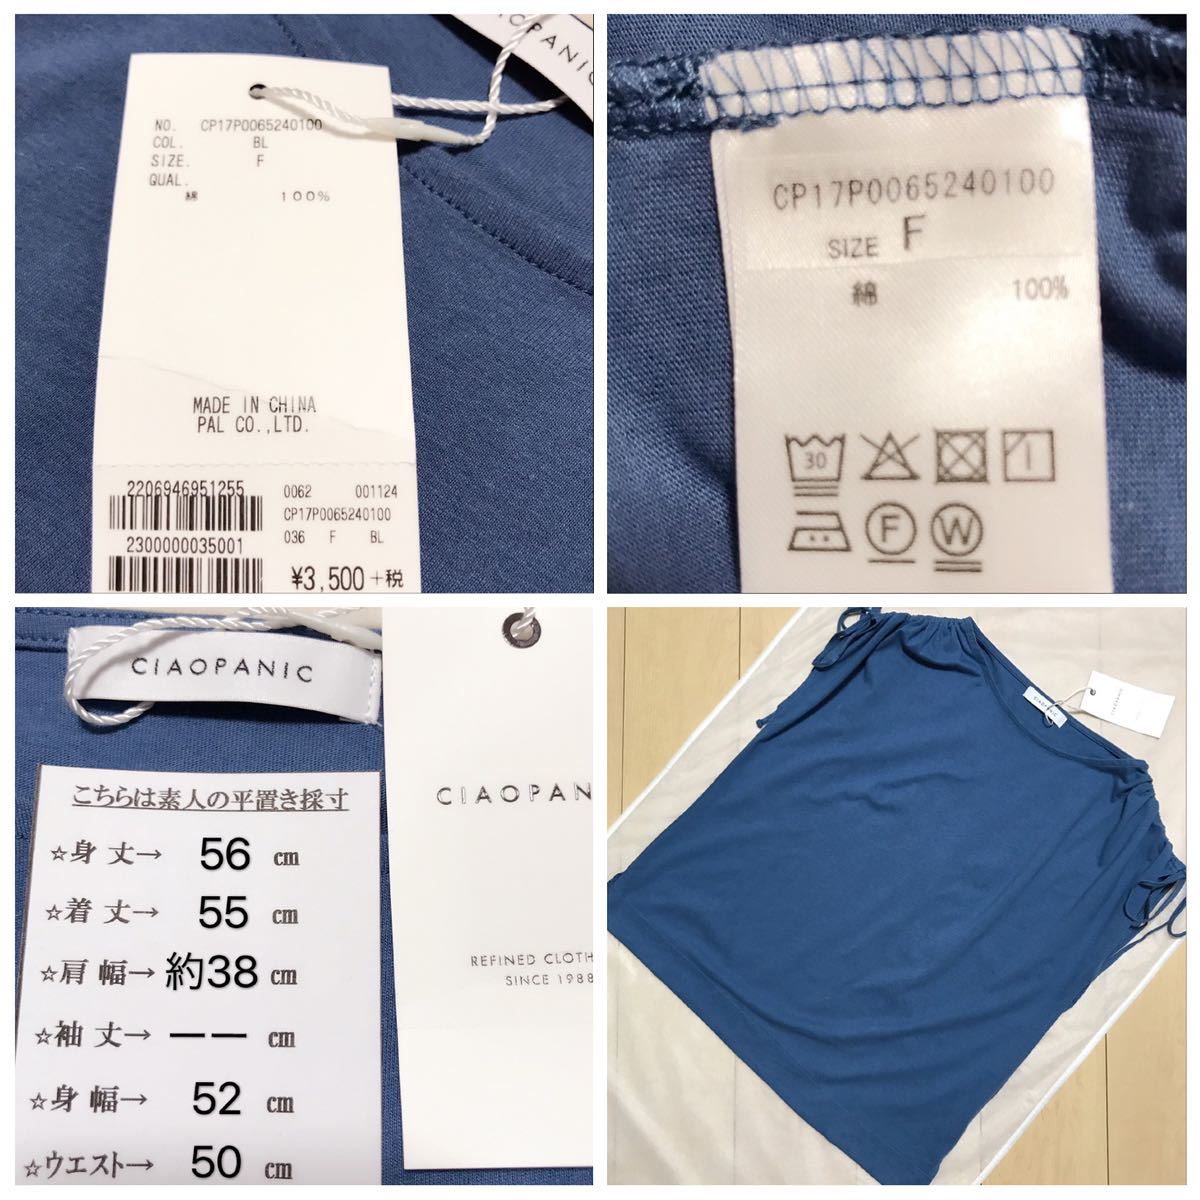 OPANIC
NO. CP17P0065240100
COL. BL
SIZE. F
QUAL.
綿 100%
MADE IN CHINA
PAL CO.,LTD.
2206946951255 0062 001124
CP17P0065240100
2300000035001 036 F BL
¥3,500+税
CP17P0065240100
SIZE F
綿 100%
30
F W
CIAOPANIC
こちらは素人の平置き採寸
☆身丈→ 56 cm
☆着丈→ 55 cm
☆肩幅→ 約38 cm
☆袖丈→ ーー cm
☆身幅→ 52 cm
☆ウエスト→ 50 cm
CIAOPAN
REFINED CLOTH
SINCE 1988
CIAOPANIC
CIAOPANIC